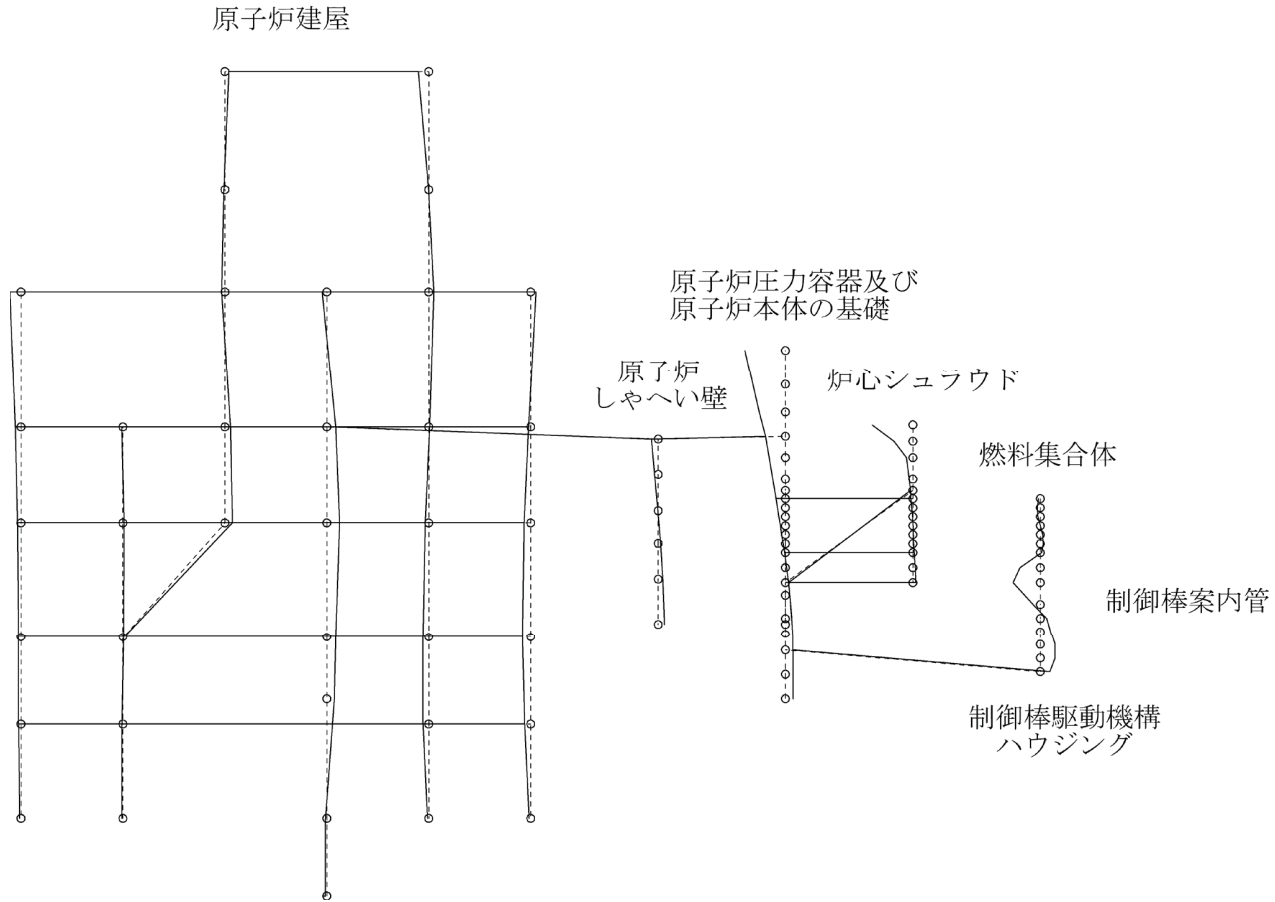 原子炉建屋
原子炉圧力容器及び
原子炉本体の基礎
原子炉
しゃへい壁
炉心シュラウド
燃料集合体
制御棒案内管
制御棒駆動機構
ハウジング